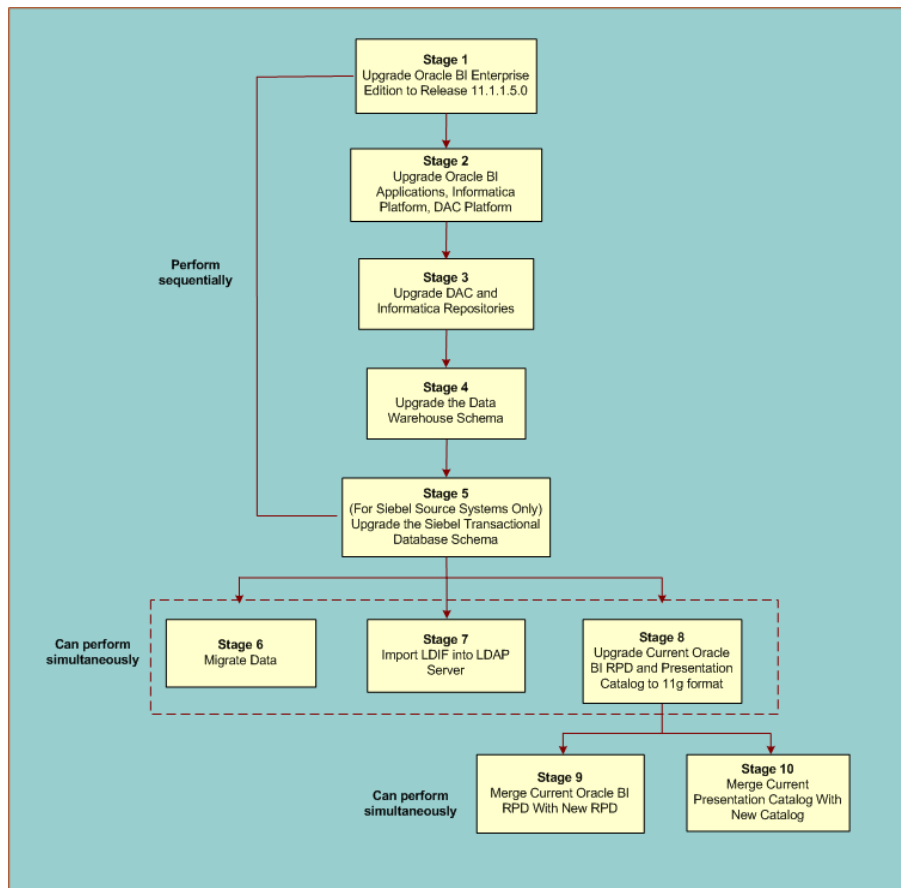 Stage 1
Upgrade Oracle BI Enterprise
Edition to Release 11.1.1.5.0
Stage 2
Upgrade Oracle BI
Applications, Informatica
Platform, DAC Platform
Perform
sequentially
Stage 3
Upgrade DAC and
Informatica Repositories
Stage 4
Upgrade the Data
Warehouse Schema
Stage 5
(For Siebel Source Systems Only)
Upgrade the Siebel Transactional
Database Schema
Can perform
simultaneously
Stage 6
Migrate Data
Stage 7
Import LDIF into LDAP
Server
Stage 8
Upgrade Current Oracle
BI RPD and Presentation
Catalog to 11g format
Can perform
simultaneously
Stage 9
Merge Current Oracle BI
RPD With New RPD
Stage 10
Merge Current
Presentation Catalog With
New Catalog